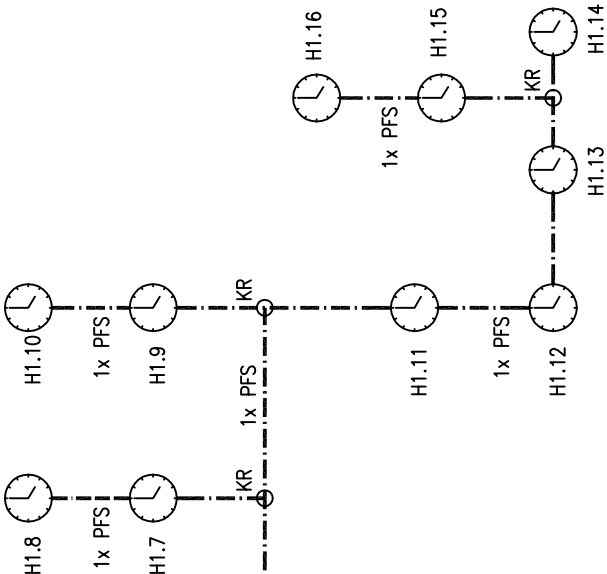 H1.16
H1.15
H1.14
KR
1x PFS
H1.13
H1.10
1x PFS
H1.9
KR
1x PFS
H1.11
1x PFS
H1.12
H1.8
1x PFS
H1.7
KR